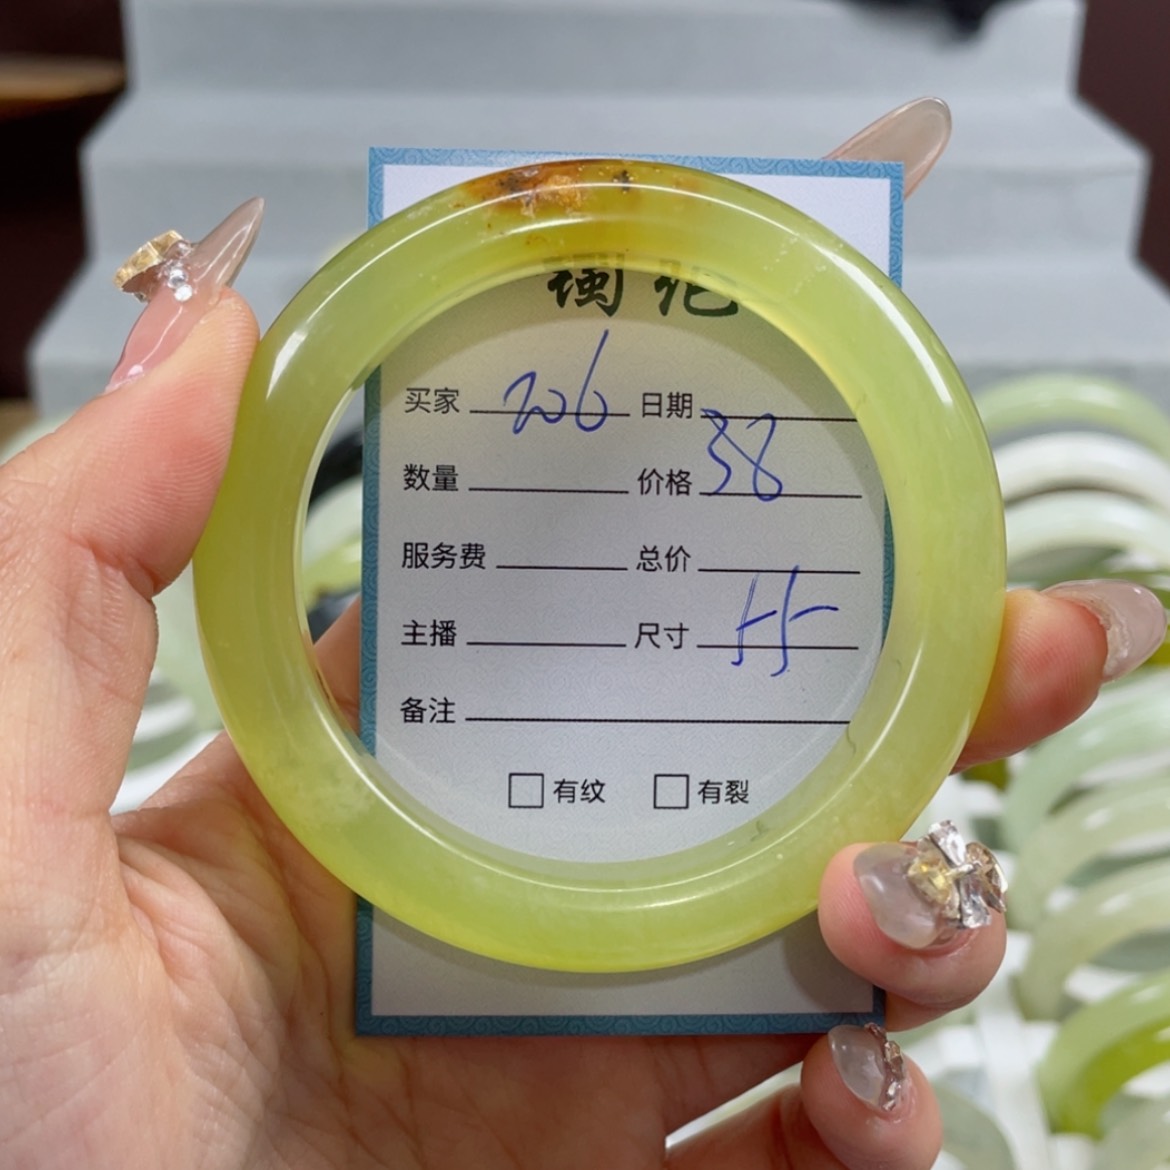 买家 206 日期
数量 价格 38
服务费 总价
主播 尺寸 55
备注
有纹 有裂